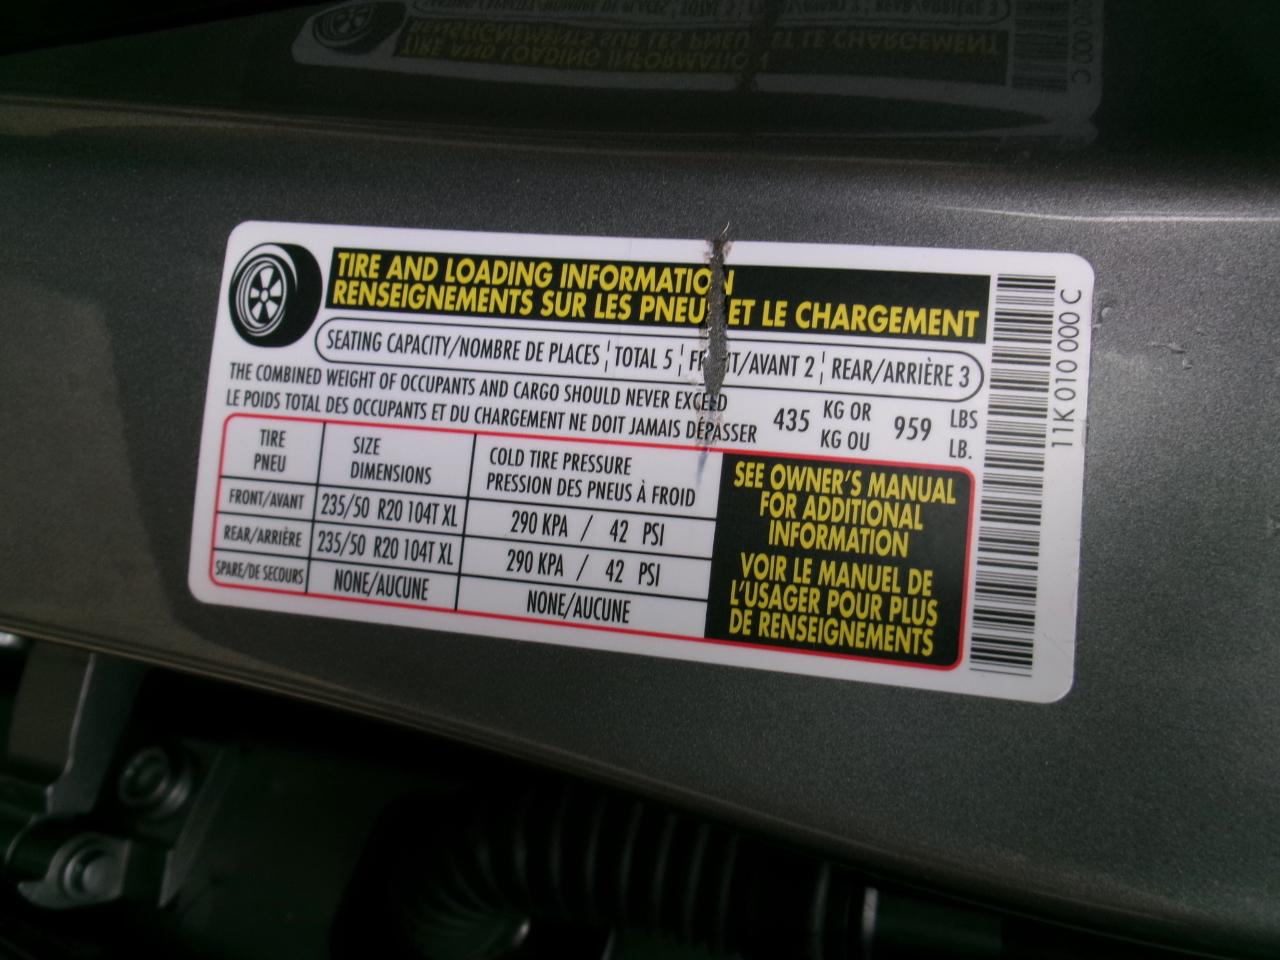 TIRE AND LOADING INFORMATION
RENSEIGNEMENTS SUR LES PNEUS ET LE CHARGEMENT
SEATING CAPACITY/NOMBRE DE PLACES TOTAL 5 FRONT/AVANT 2 REAR/ARRIÈRE 3
THE COMBINED WEIGHT OF OCCUPANTS AND CARGO SHOULD NEVER EXCEED 435 KG OR 959 LBS
LE POIDS TOTAL DES OCCUPANTS ET DU CHARGEMENT NE DOIT JAMAIS DÉPASSER KG OU LB.
TIRE SIZE COLD TIRE PRESSURE
PNEU DIMENSIONS PRESSION DES PNEUS À FROID
FRONT/AVANT 235/50 R20 104T XL 290 KPA / 42 PSI
REAR/ARRIÈRE 235/50 R20 104T XL 290 KPA / 42 PSI
SPARE/DE SECOURS NONE/AUCUNE NONE/AUCUNE
SEE OWNER'S MANUAL
FOR ADDITIONAL
INFORMATION
VOIR LE MANUEL DE
L'USAGER POUR PLUS
DE RENSEIGNEMENTS
11K 010 000 C